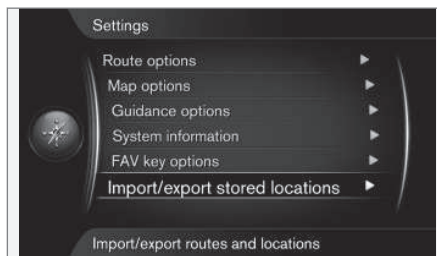 Settings
Route options
Map options
Guidance options
System information
FAV key options
Import/export stored locations
Import/export routes and locations